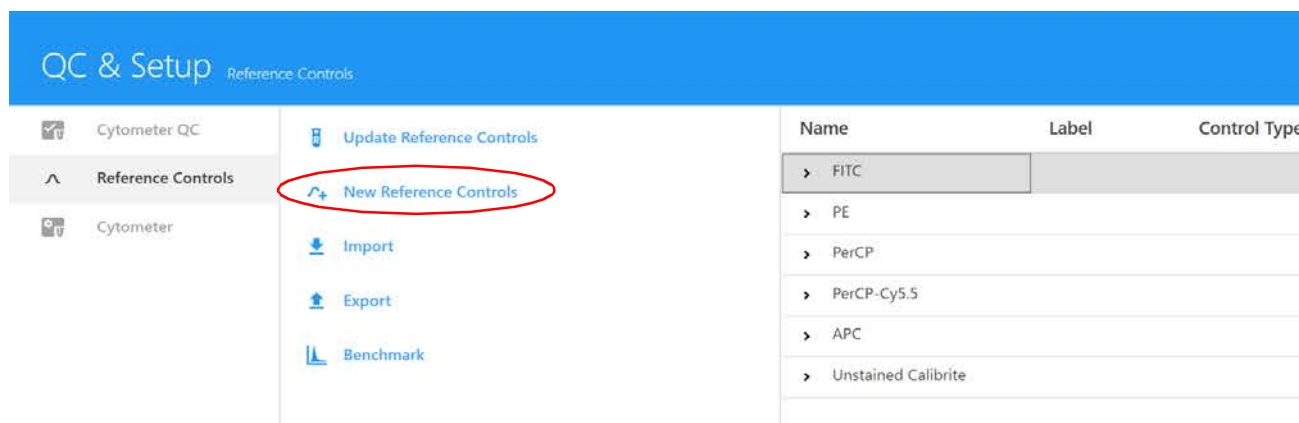 QC & Setup Reference Controls
Cytometer QC
Reference Controls
Cytometer
Update Reference Controls
New Reference Controls
Import
Export
Benchmark
Name Label Control Type
FITC
PE
PerCP
PerCP-Cy5.5
APC
Unstained Calibrite